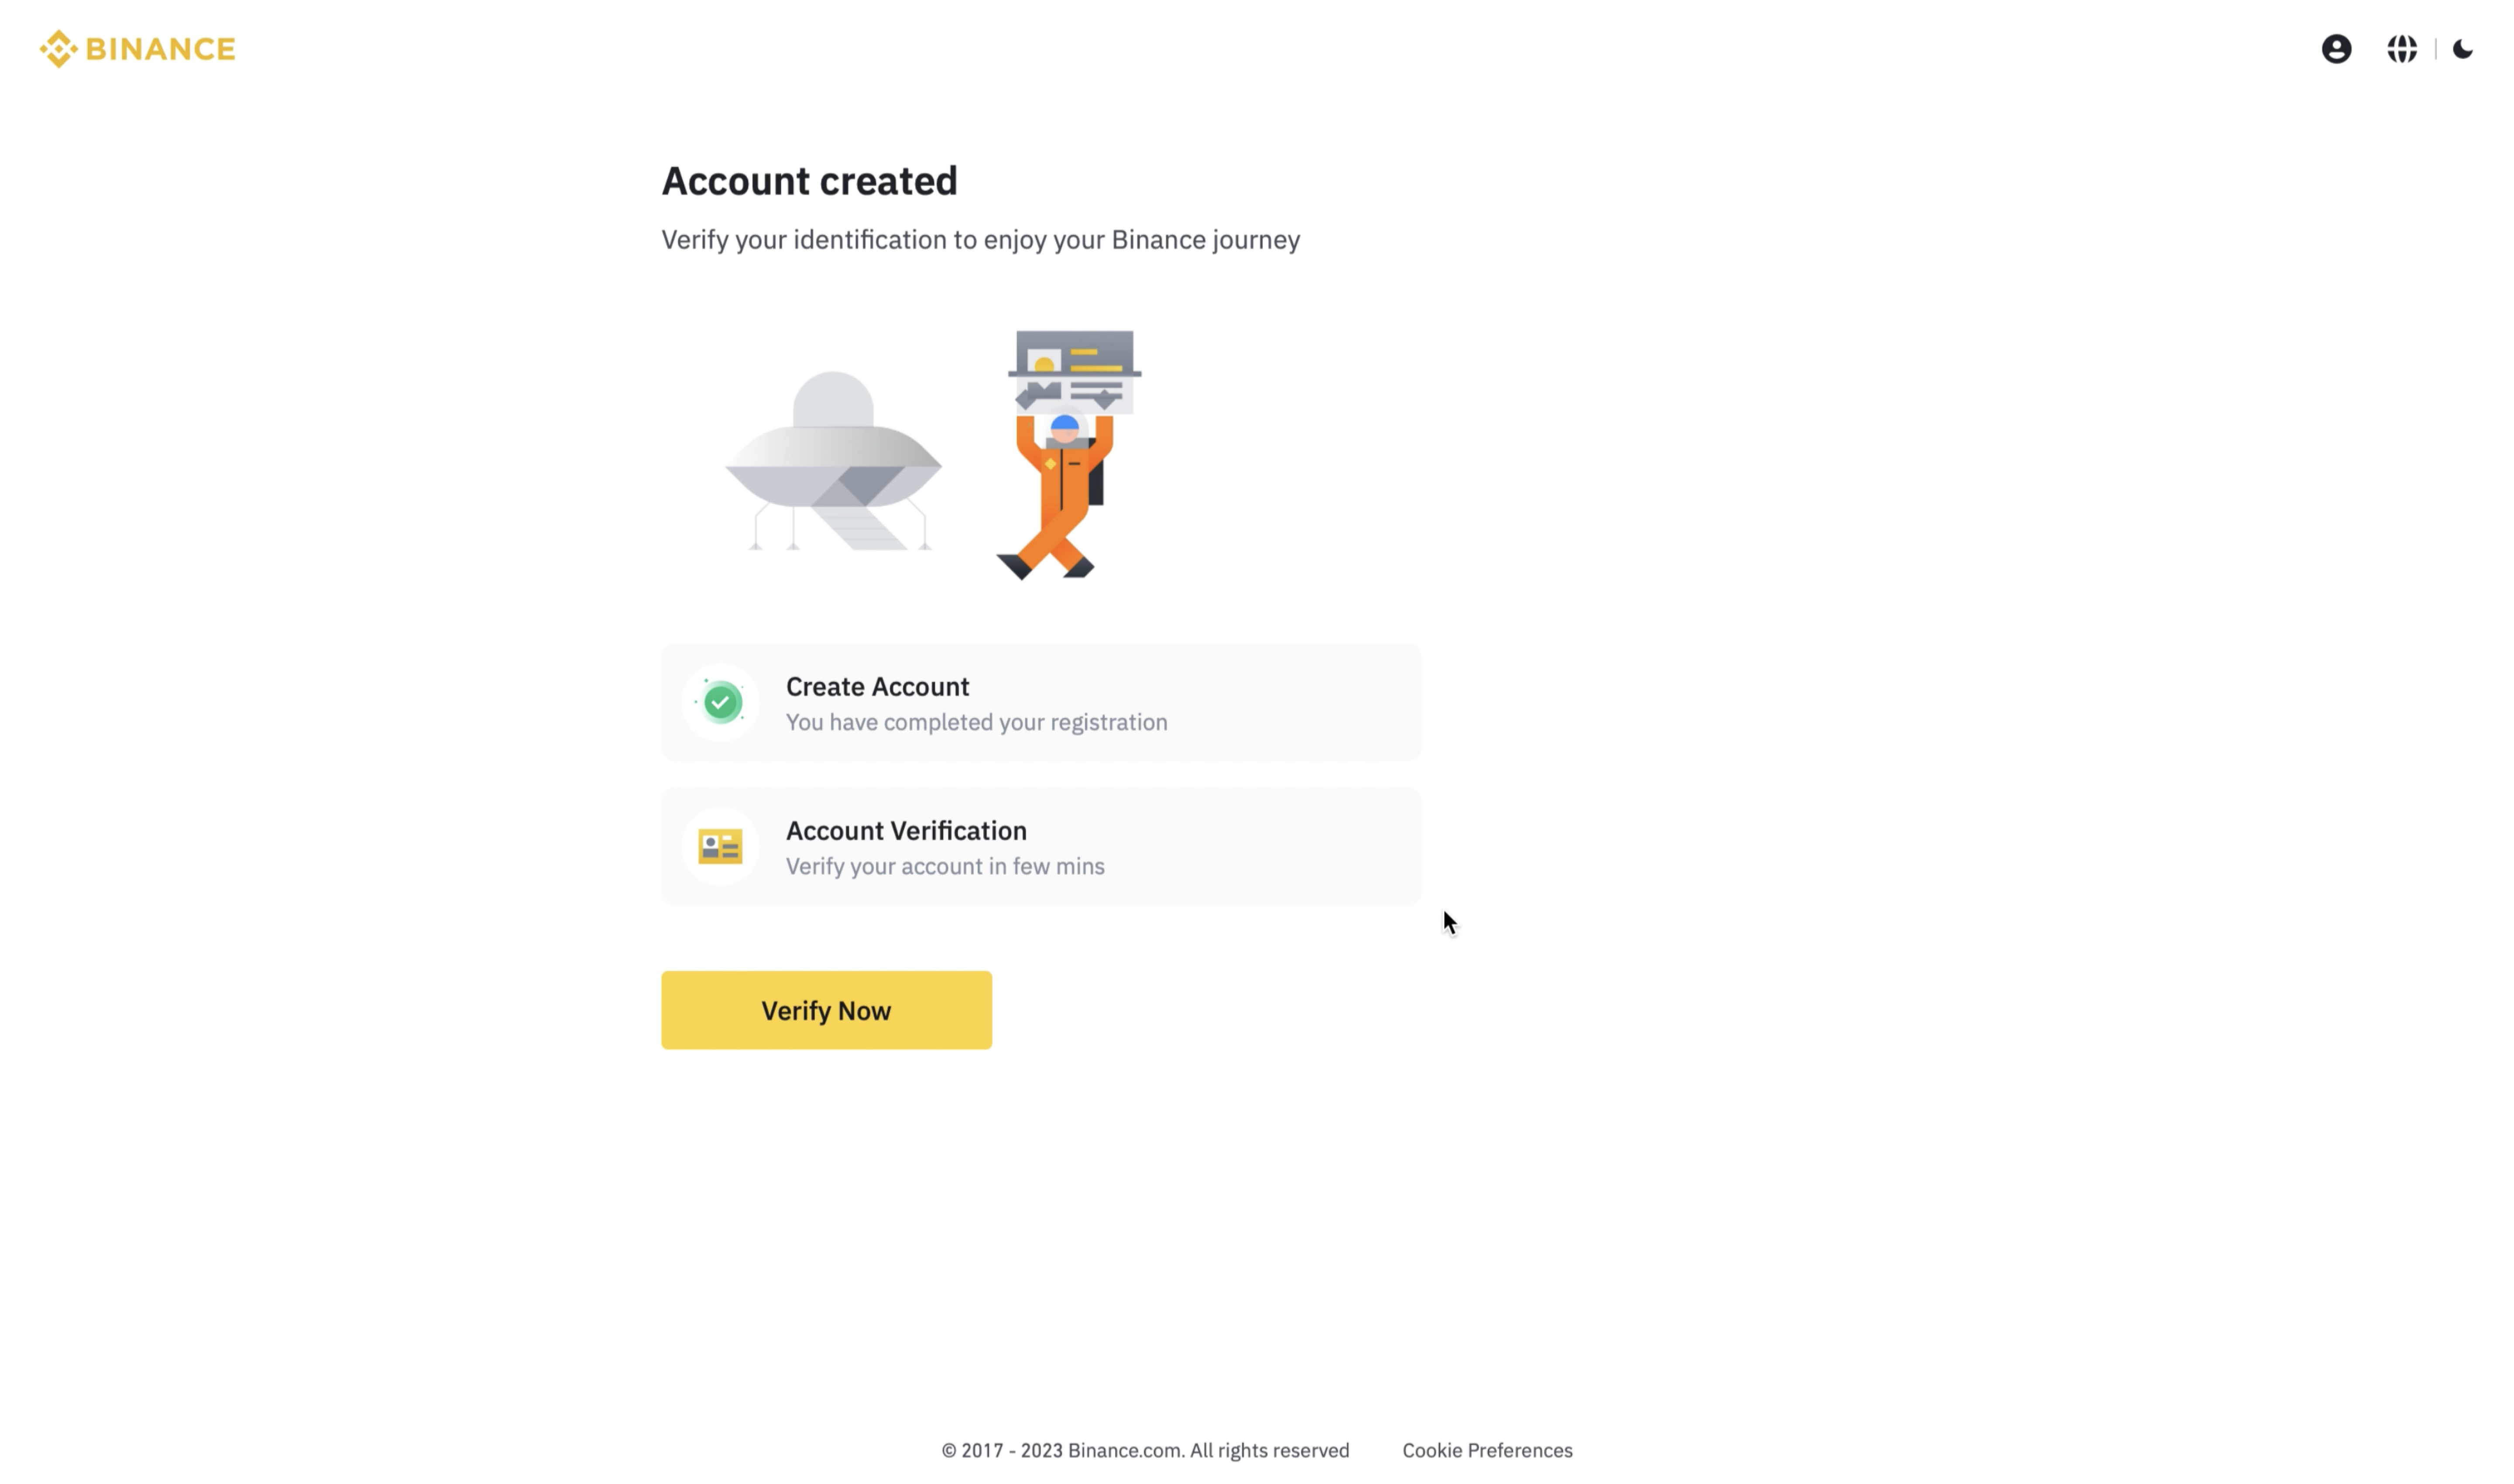 BINANCE
Account created
Verify your identification to enjoy your Binance journey
Create Account
You have completed your registration
Account Verification
Verify your account in few mins
Verify Now
© 2017 - 2023 Binance.com. All rights reserved
Cookie Preferences